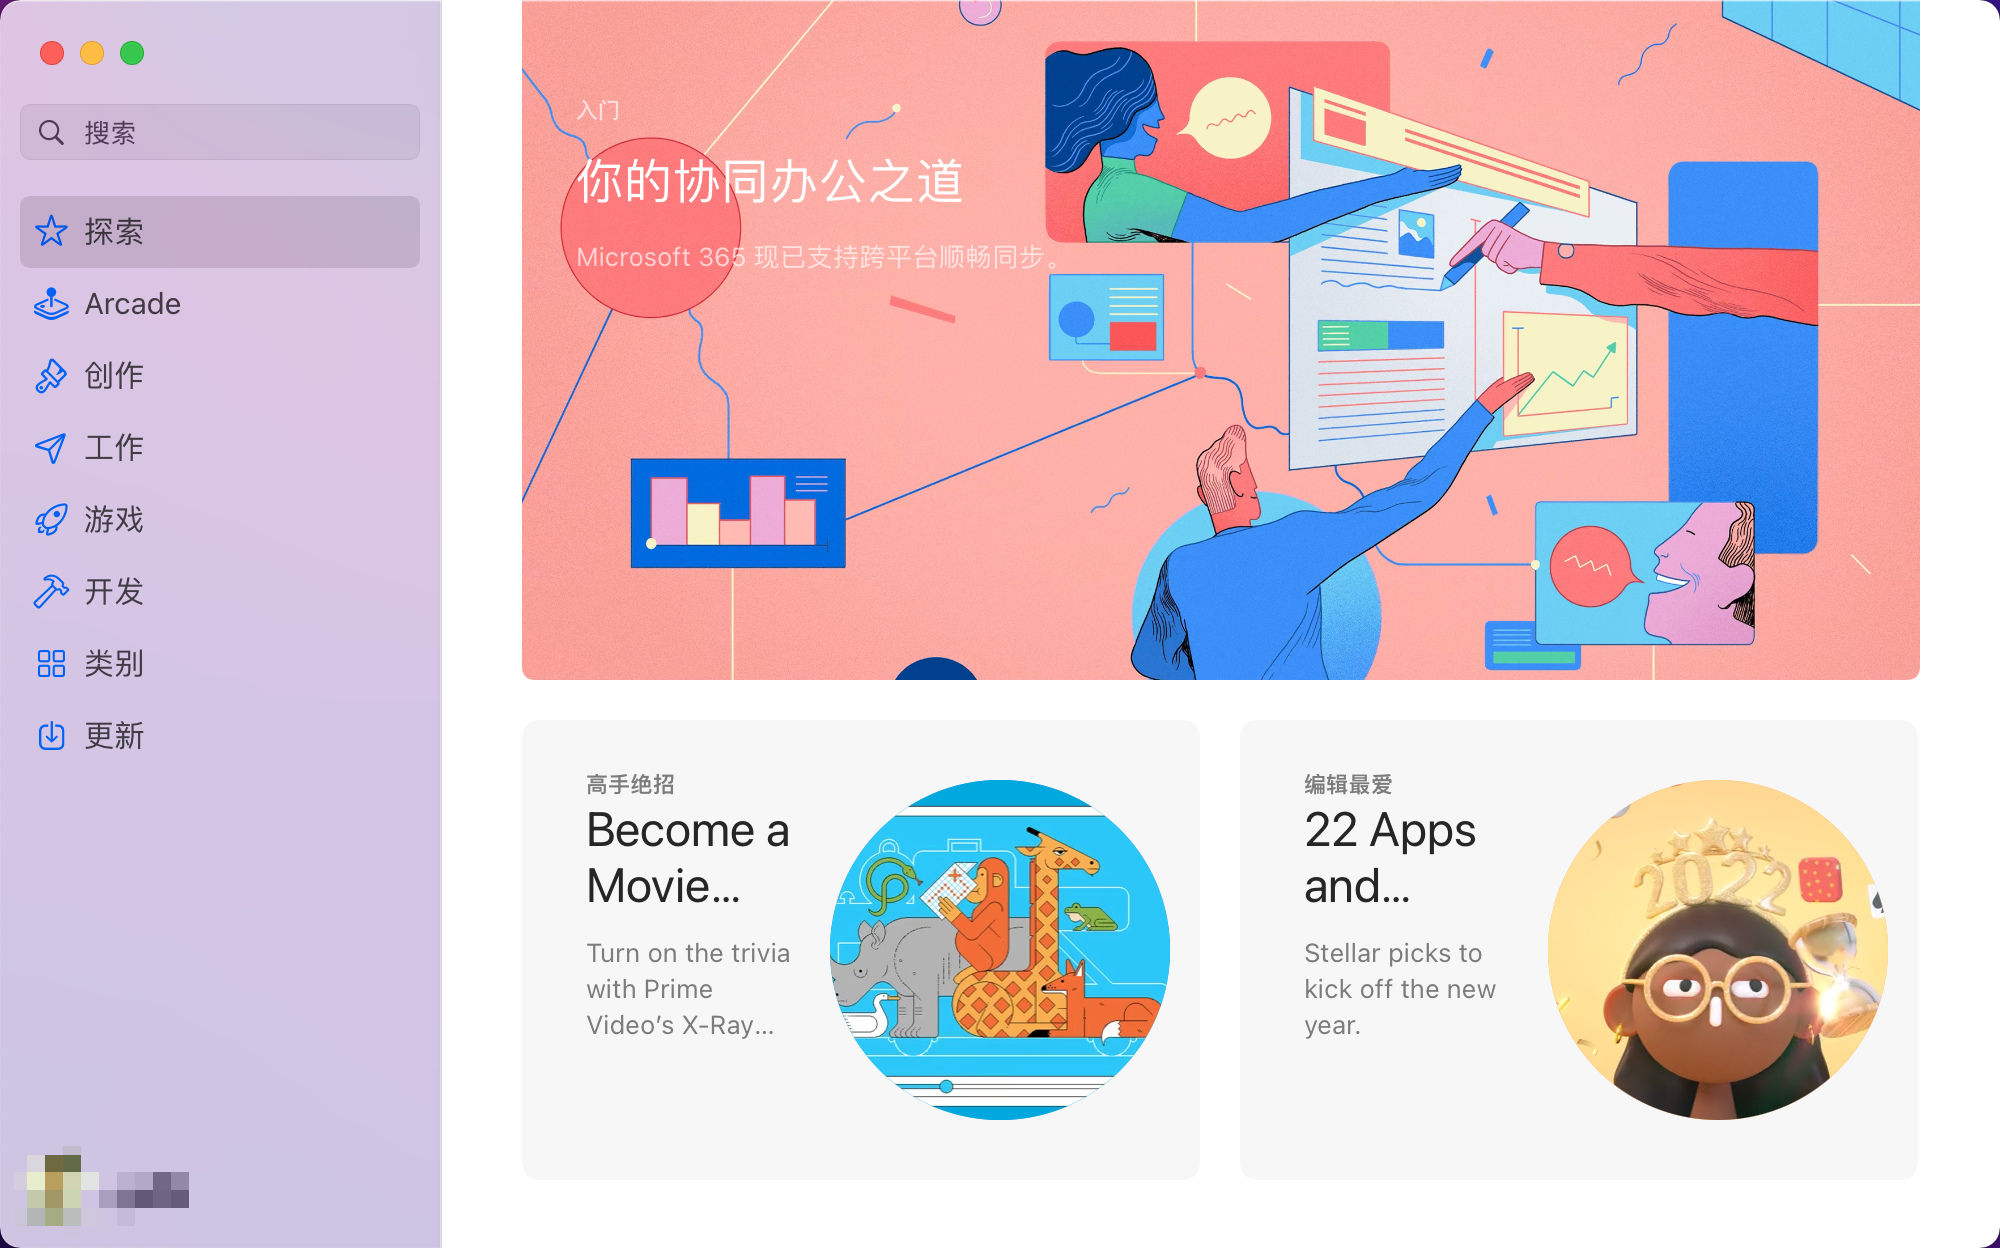 搜索
探索
Arcade
创作
工作
游戏
开发
类别
更新
入门
你的协同办公之道
Microsoft 365 现已支持跨平台顺畅同步。
高手绝招
Become a
Movie...
Turn on the trivia
with Prime
Video’s X-Ray...
编辑最爱
22 Apps
and...
Stellar picks to
kick off the new
year.
2022